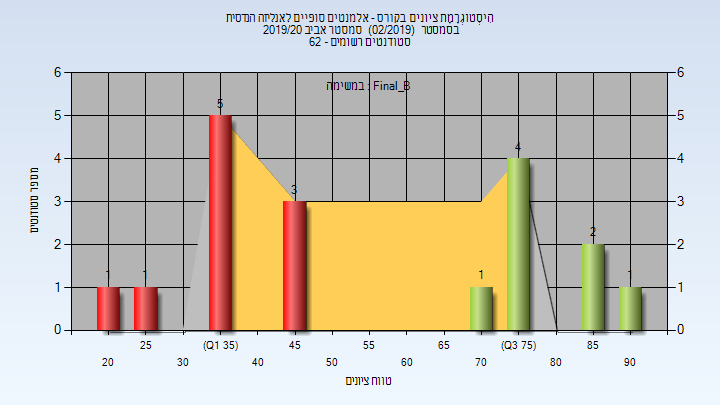 היסטוגרמת ציונים בקורס - אלמנטים סופיים לאנליזה הנדסית
בסמסטר (02/2019) סמסטר אביב 2019/20
סטודנטים רשומים - 62
במשימה : Final_B
6 6
5 5 5
4 4 4
3 3 3
2 2 2
1 1 1 1 1 1
0 0
מספר סטודנטים
25 (Q1 35) 45 55 65 (Q3 75) 85
20 30 40 50 60 70 80 90
טווח ציונים